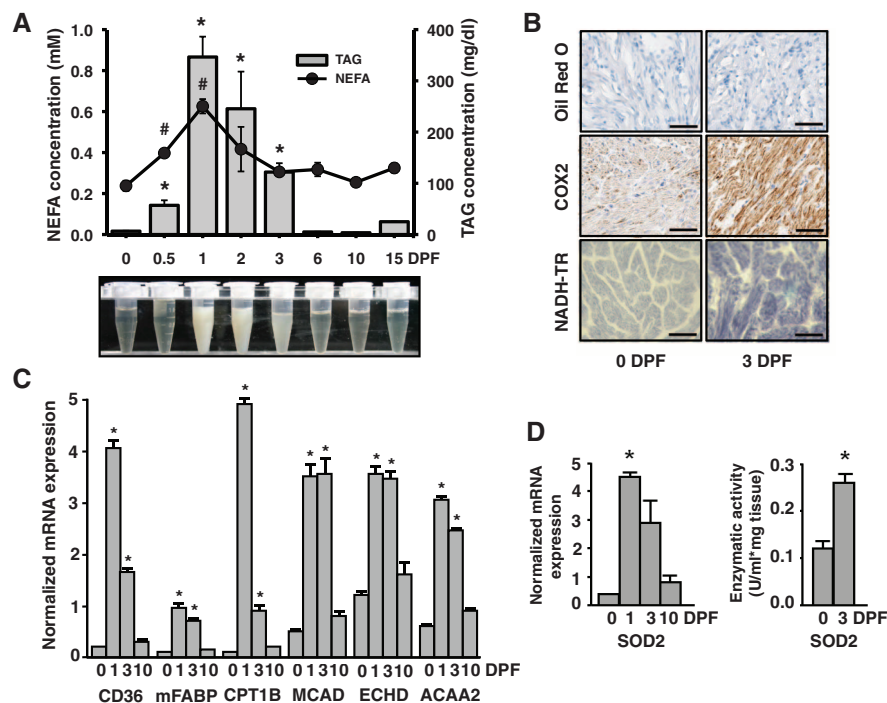 A
NEFA concentration (mM)
1.0
0.8
0.6
0.4
0.2
0.0
TAG
NEFA
*
*
*
*
#
#
400
300
200
100
0
TAG concentration (mg/dl)
0 0.5 1 2 3 6 10 15 DPF
B
Oil Red O
COX2
NADH-TR
0 DPF 3 DPF
C
Normalized mRNA expression
5
4
3
2
1
0
* * * * * * * * * * * *
0 1 3 10 0 1 3 10 0 1 3 10 0 1 3 10 0 1 3 10 0 1 3 10 DPF
CD36 mFABP CPT1B MCAD ECHD ACAA2
D
Normalized mRNA
expression
5
4
3
2
1
0
*
0 1 3 10 DPF
SOD2
Enzymatic activity
(U/ml*mg tissue)
0.3
0.2
0.1
0.0
*
0 3 DPF
SOD2